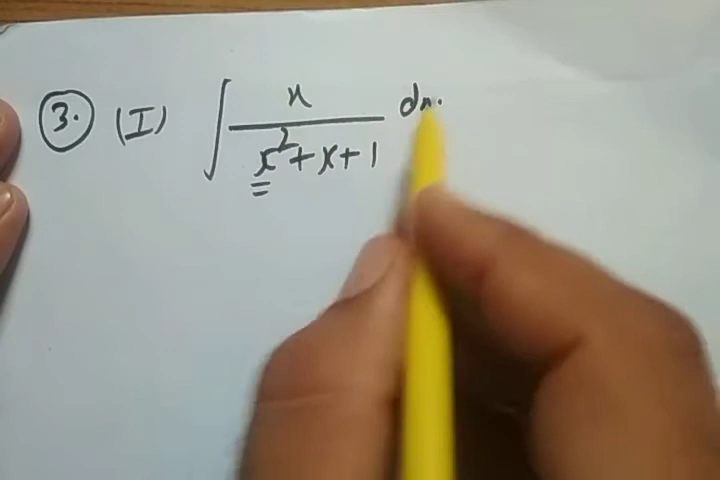 3. (I) ∫ x / (x² + x + 1) dx.